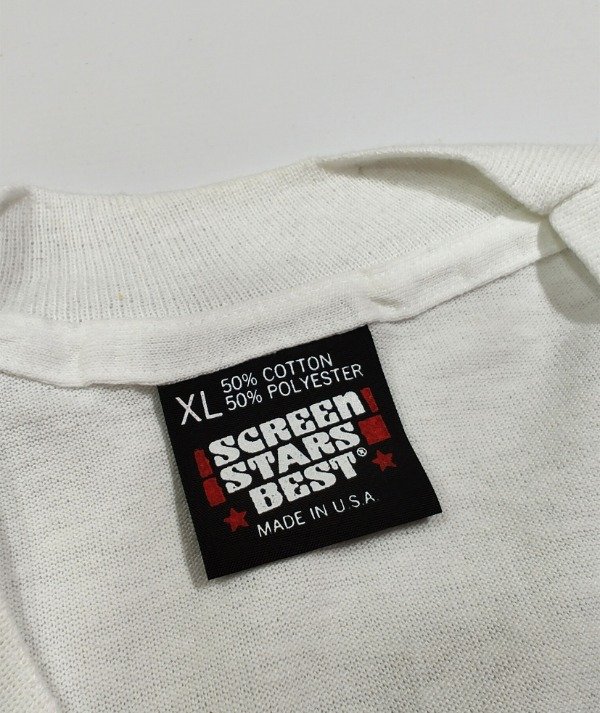 XL 50% COTTON
50% POLYESTER
SCREEN
STARS
BEST®
MADE IN U.S.A.